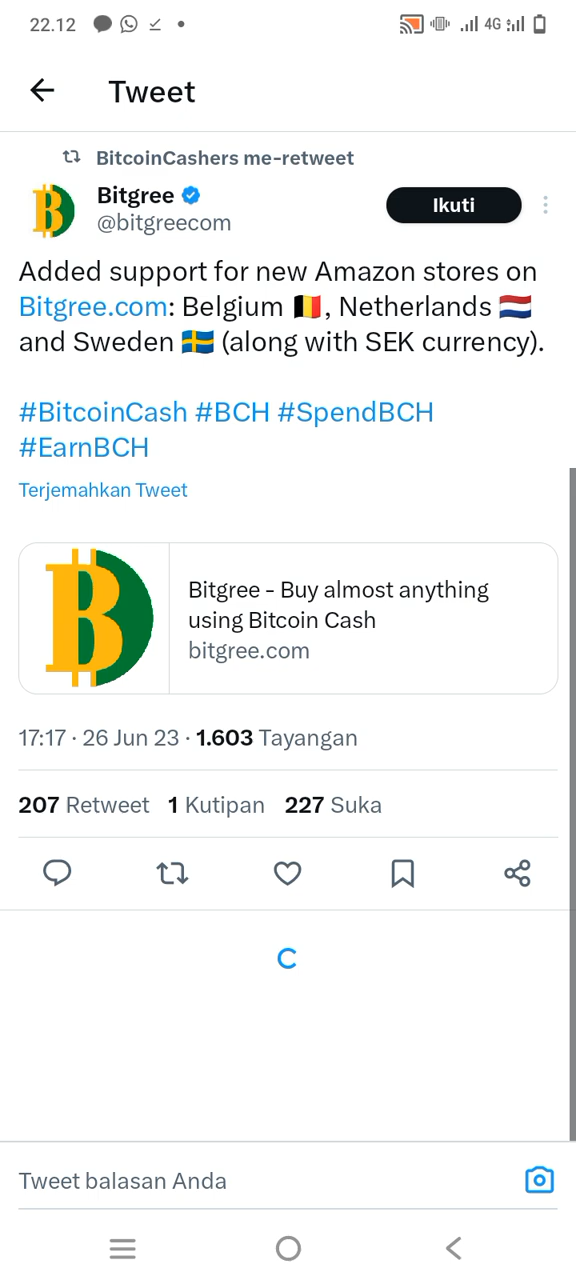 22.12
4G
Tweet
BitcoinCashers me-retweet
Bitgree
@bitgreecom
Ikuti
Added support for new Amazon stores on
Bitgree.com: Belgium 🇧🇪, Netherlands 🇳🇱
and Sweden 🇸🇪 (along with SEK currency).
#BitcoinCash #BCH #SpendBCH
#EarnBCH
Terjemahkan Tweet
Bitgree - Buy almost anything
using Bitcoin Cash
bitgree.com
17:17 · 26 Jun 23 · 1.603 Tayangan
207 Retweet 1 Kutipan 227 Suka
Tweet balasan Anda